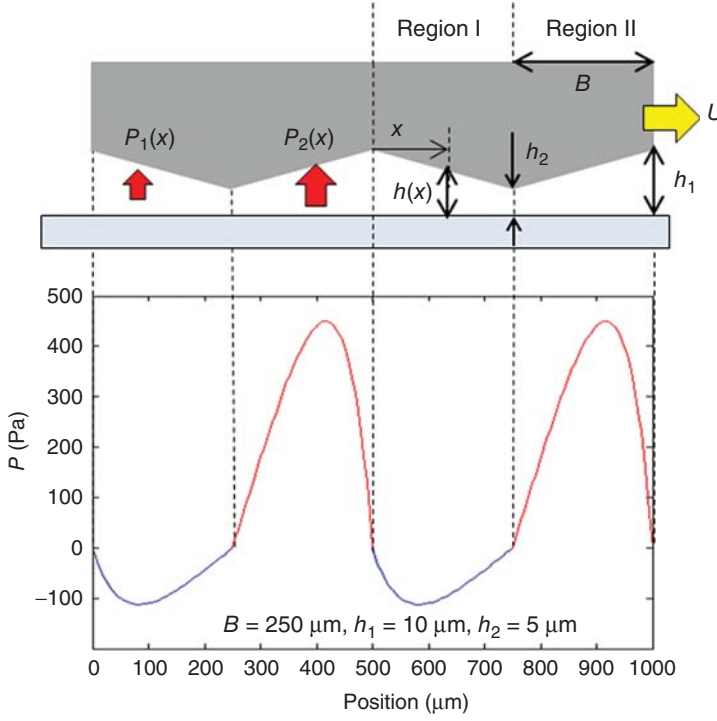 Region I
Region II
B
U
P₁(x)
P₂(x)
x
h₂
h(x)
h₁
500
400
300
200
100
0
−100
P (Pa)
B = 250 μm, h₁ = 10 μm, h₂ = 5 μm
0 100 200 300 400 500 600 700 800 900 1000
Position (μm)